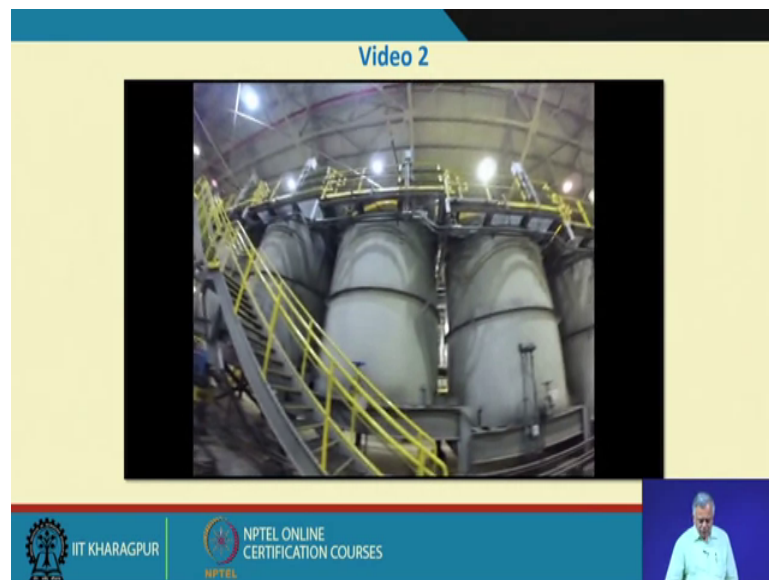 Video 2
IIT KHARAGPUR
NPTEL ONLINE
CERTIFICATION COURSES
NPTEL